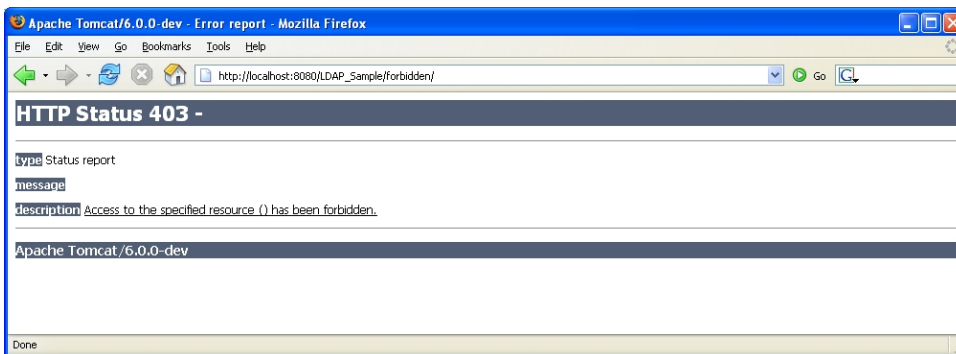 Apache Tomcat/6.0.0-dev - Error report - Mozilla Firefox
File Edit View Go Bookmarks Tools Help
http://localhost:8080/LDAP_Sample/forbidden/ Go G
HTTP Status 403 -
type Status report
message
description Access to the specified resource () has been forbidden.
Apache Tomcat/6.0.0-dev
Done